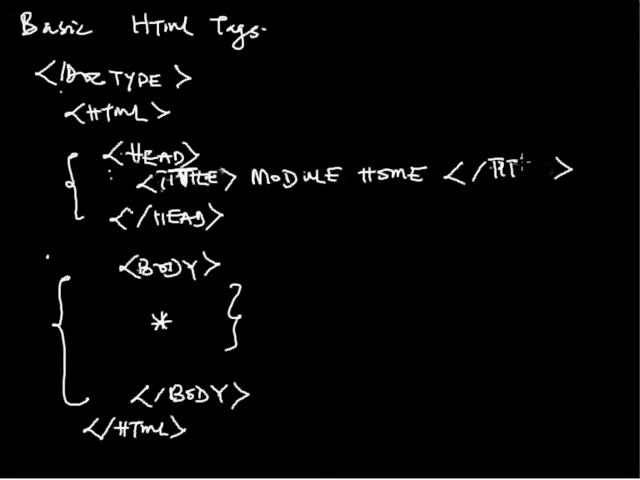 Basic Html Tags.
<!DocTYPE>
<HTML>
<HEAD>
<TITLE> MODULE HOME </TIT >
</HEAD>
<BODY>
*
</BODY>
</HTML>